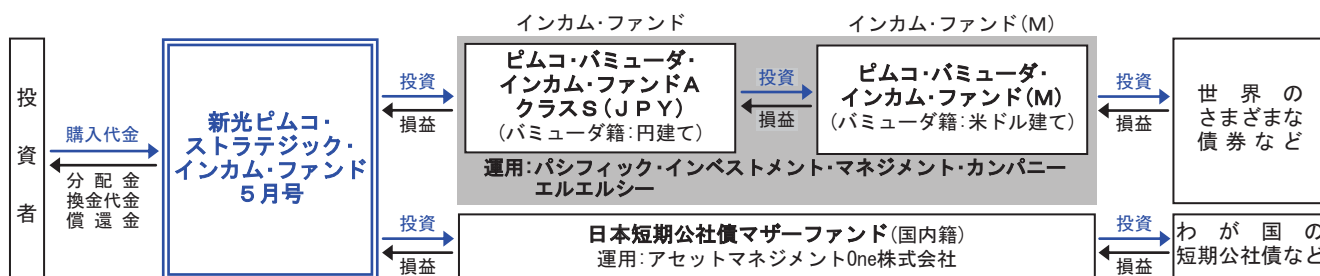 インカム・ファンド
インカム・ファンド(M)
投資者
購入代金
分配金
換金代金
償還金
新光ピムコ・
ストラテジック・
インカム・ファンド
5月号
投資
損益
ピムコ・バミューダ・
インカム・ファンドA
クラスS(JPY)
(バミューダ籍:円建て)
投資
損益
ピムコ・バミューダ・
インカム・ファンド(M)
(バミューダ籍:米ドル建て)
運用:パシフィック・インベストメント・マネジメント・カンパニー
エルエルシー
投資
損益
世界の
さまざまな
債券など
投資
損益
日本短期公社債マザーファンド(国内籍)
運用:アセットマネジメントOne株式会社
投資
損益
わが国の
短期公社債など